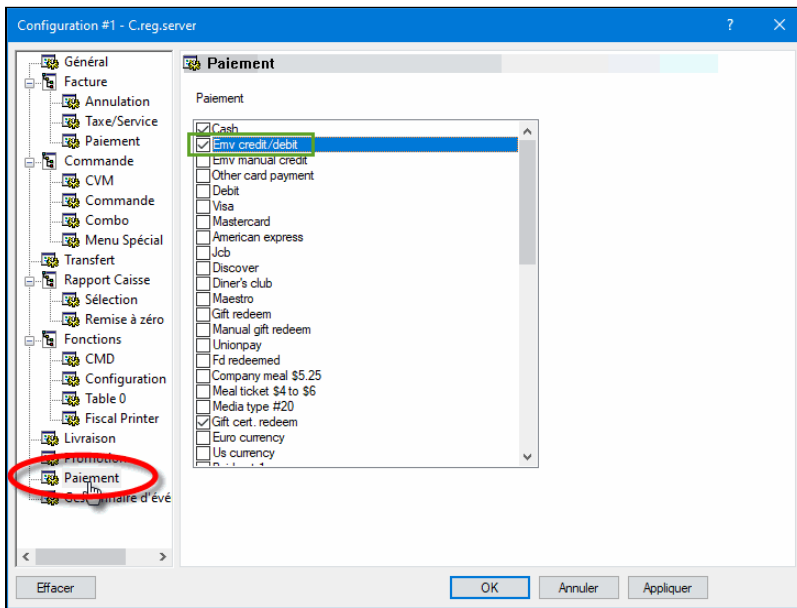 Configuration #1 - C.reg.server
?
Général
Facture
Annulation
Taxe/Service
Paiement
Commande
CVM
Commande
Combo
Menu Spécial
Transfert
Rapport Caisse
Sélection
Remise à zéro
Fonctions
CMD
Configuration
Table 0
Fiscal Printer
Livraison
Promotion
Paiement
Gestionnaire d'évé
Paiement
Paiement
Cash
Emv credit/debit
Emv manual credit
Other card payment
Debit
Visa
Mastercard
American express
Jcb
Discover
Diner's club
Maestro
Gift redeem
Manual gift redeem
Unionpay
Fd redeemed
Company meal $5.25
Meal ticket $4 to $6
Media type #20
Gift cert. redeem
Euro currency
Us currency
Effacer
OK
Annuler
Appliquer